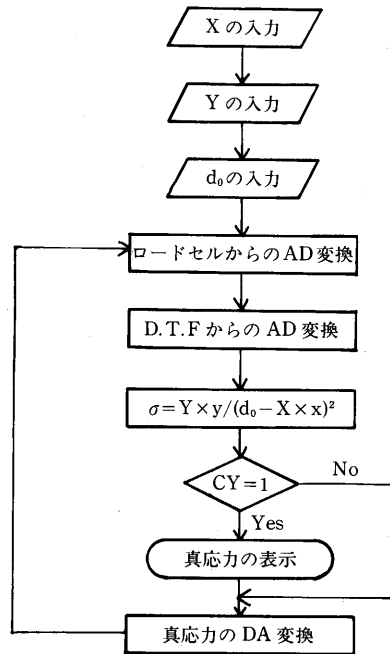 Xの入力
Yの入力
d₀の入力
ロードセルからのAD変換
D.T.FからのAD変換
σ=Y×y/(d₀−X×x)²
CY=1
No
Yes
真応力の表示
真応力のDA変換